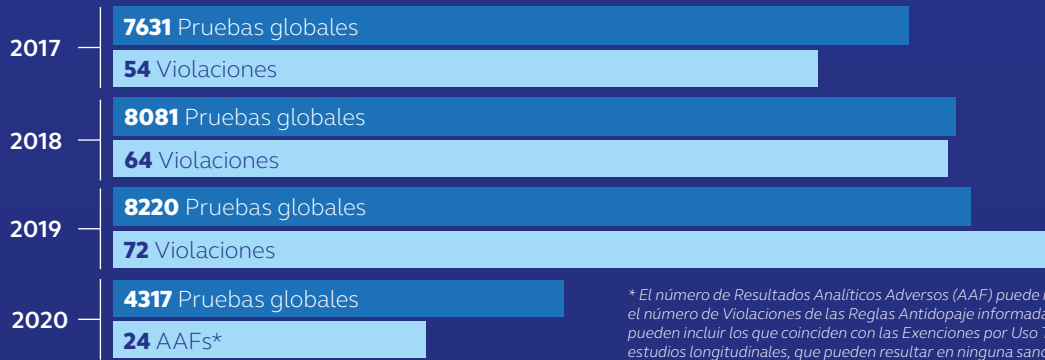 2017
7631 Pruebas globales
54 Violaciones
2018
8081 Pruebas globales
64 Violaciones
2019
8220 Pruebas globales
72 Violaciones
2020
4317 Pruebas globales
24 AAFs*
* El número de Resultados Analíticos Adversos (AAF) puede
el número de Violaciones de las Reglas Antidopaje
pueden incluir los que coinciden con las Exenciones por Uso
estudios longitudinales, que pueden resultar en ninguna